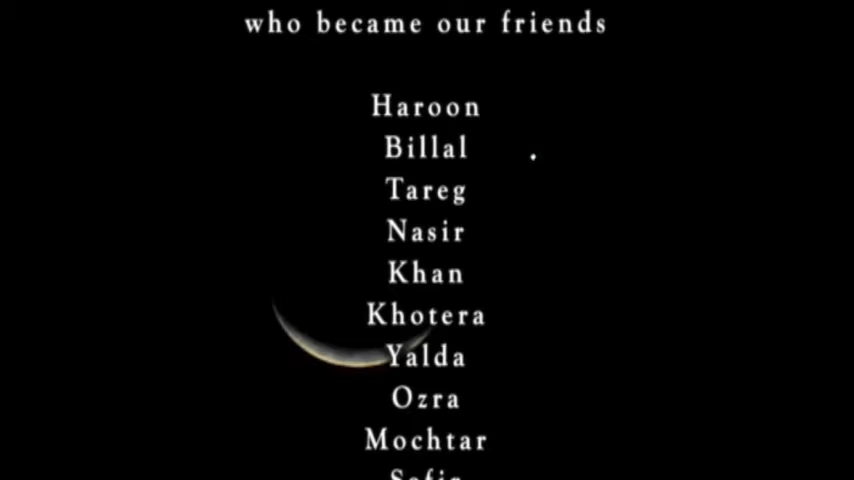 who became our friends
Haroon
Billal
Tareg
Nasir
Khan
Khotera
Yalda
Ozra
Mochtar